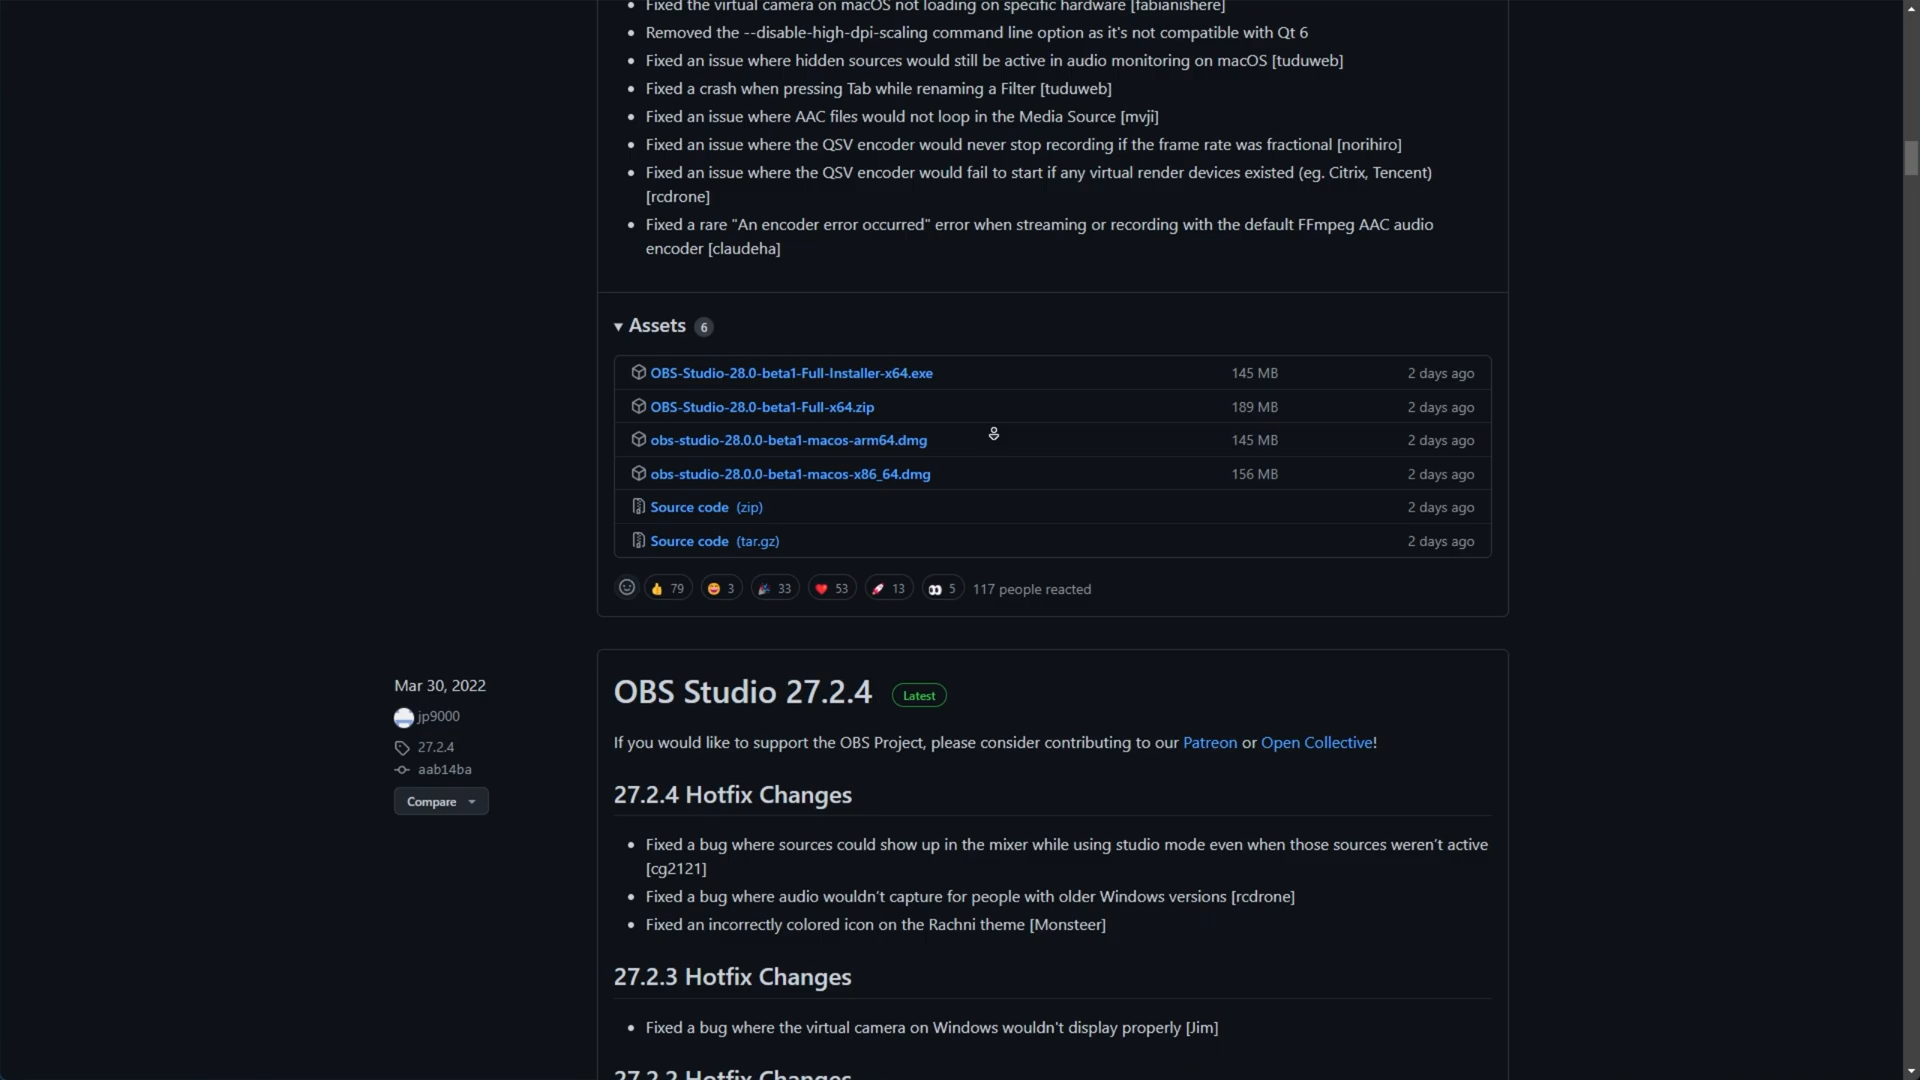 Fixed the virtual camera on macOS not loading on specific hardware [fabianishere]
Removed the --disable-high-dpi-scaling command line option as it's not compatible with Qt 6
Fixed an issue where hidden sources would still be active in audio monitoring on macOS [tuduweb]
Fixed a crash when pressing Tab while renaming a Filter [tuduweb]
Fixed an issue where AAC files would not loop in the Media Source [mvji]
Fixed an issue where the QSV encoder would never stop recording if the frame rate was fractional [norihiro]
Fixed an issue where the QSV encoder would fail to start if any virtual render devices existed (eg. Citrix, Tencent)
[rcdrone]
Fixed a rare "An encoder error occurred" error when streaming or recording with the default FFmpeg AAC audio
encoder [claudeha]
Assets 6
OBS-Studio-28.0-beta1-Full-Installer-x64.exe 145 MB 2 days ago
OBS-Studio-28.0-beta1-Full-x64.zip 189 MB 2 days ago
obs-studio-28.0.0-beta1-macos-arm64.dmg 145 MB 2 days ago
obs-studio-28.0.0-beta1-macos-x86_64.dmg 156 MB 2 days ago
Source code (zip) 2 days ago
Source code (tar.gz) 2 days ago
79 3 33 53 13 5 117 people reacted
Mar 30, 2022
jp9000
27.2.4
aab14ba
Compare
OBS Studio 27.2.4 Latest
If you would like to support the OBS Project, please consider contributing to our Patreon or Open Collective!
27.2.4 Hotfix Changes
Fixed a bug where sources could show up in the mixer while using studio mode even when those sources weren’t active
[cg2121]
Fixed a bug where audio wouldn’t capture for people with older Windows versions [rcdrone]
Fixed an incorrectly colored icon on the Rachni theme [Monsteer]
27.2.3 Hotfix Changes
Fixed a bug where the virtual camera on Windows wouldn't display properly [Jim]
27.2.2 Hotfix Changes